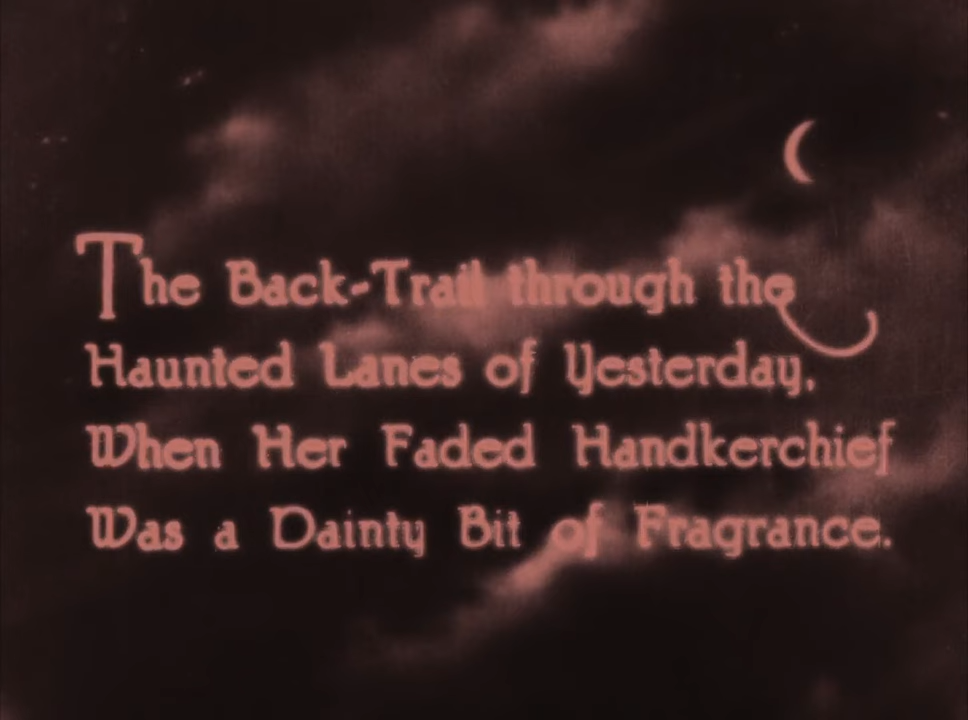 The Back-Trail through the
Haunted Lanes of Yesterday,
When Her Faded Handkerchief
Was a Dainty Bit of Fragrance.